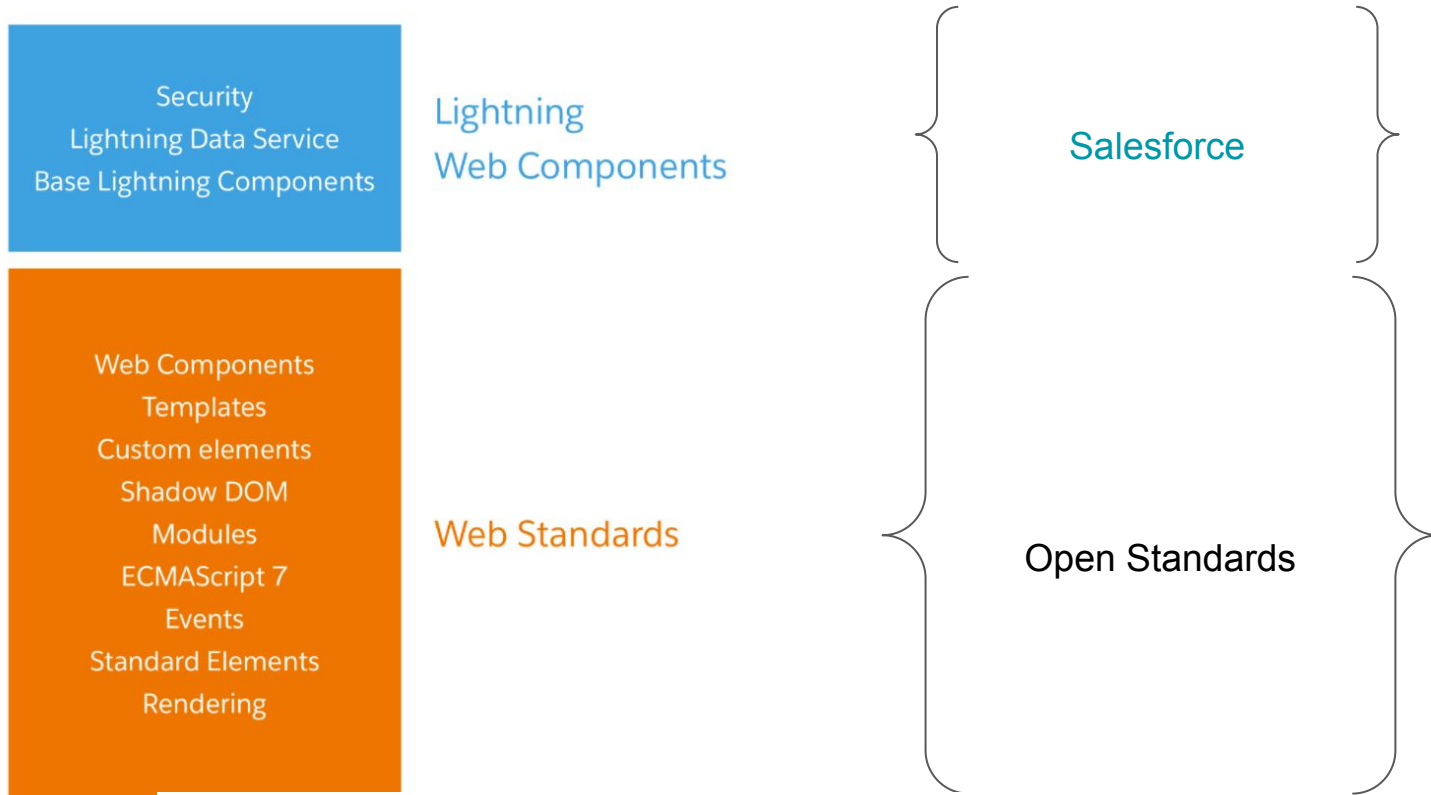 Security
Lightning Data Service
Base Lightning Components
Lightning
Web Components
Salesforce
Web Components
Templates
Custom elements
Shadow DOM
Modules
ECMAScript 7
Events
Standard Elements
Rendering
Web Standards
Open Standards